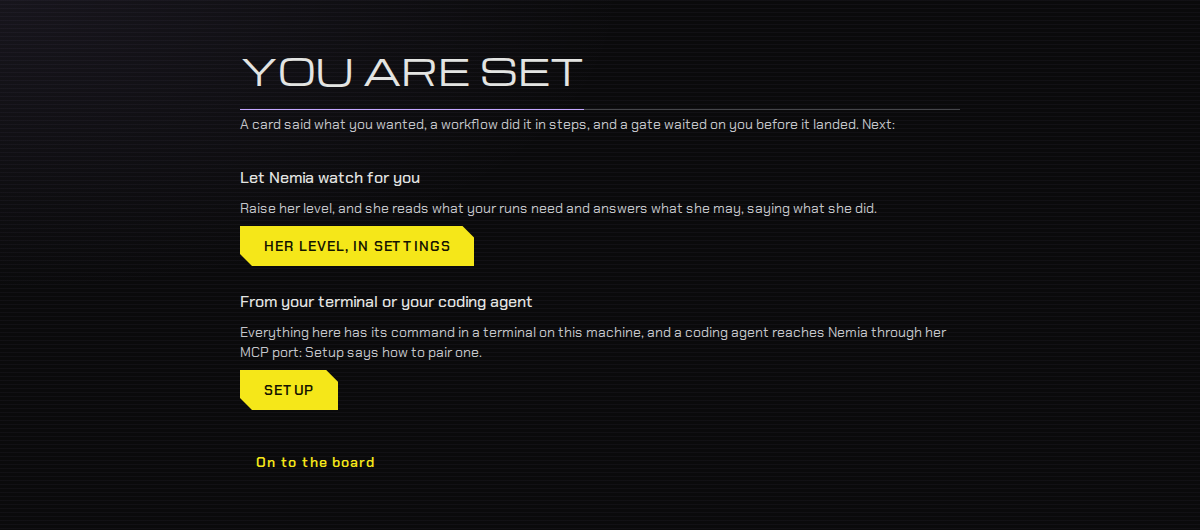 YOU ARE SET
A card said what you wanted, a workflow did it in steps, and a gate waited on you before it landed. Next:
Let Nemia watch for you
Raise her level, and she reads what your runs need and answers what she may, saying what she did.
HER LEVEL, IN SETTINGS
From your terminal or your coding agent
Everything here has its command in a terminal on this machine, and a coding agent reaches Nemia through her
MCP port: Setup says how to pair one.
SETUP
On to the board